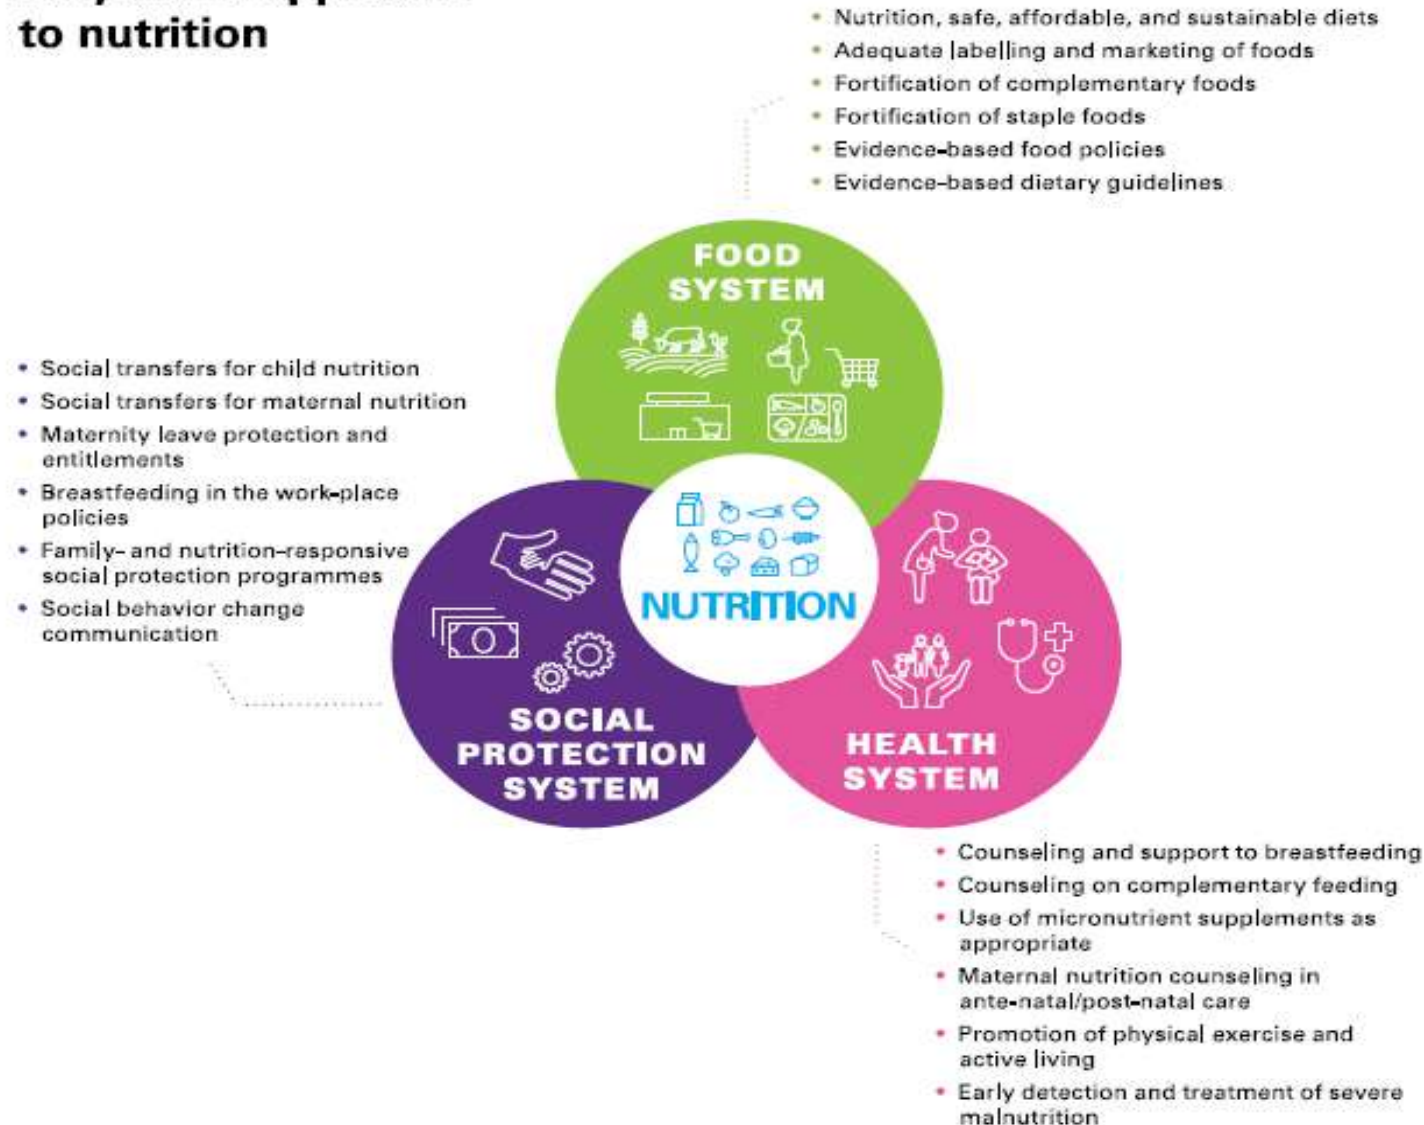 to nutrition
• Nutrition, safe, affordable, and sustainable diets
• Adequate labelling and marketing of foods
• Fortification of complementary foods
• Fortification of staple foods
• Evidence-based food policies
• Evidence-based dietary guidelines
FOOD
SYSTEM
• Social transfers for child nutrition
• Social transfers for maternal nutrition
• Maternity leave protection and
entitlements
• Breastfeeding in the work-place
policies
• Family- and nutrition-responsive
social protection programmes
• Social behavior change
communication
NUTRITION
SOCIAL
PROTECTION
SYSTEM
HEALTH
SYSTEM
• Counseling and support to breastfeeding
• Counseling on complementary feeding
• Use of micronutrient supplements as
appropriate
• Maternal nutrition counseling in
ante-natal/post-natal care
• Promotion of physical exercise and
active living
• Early detection and treatment of severe
malnutrition